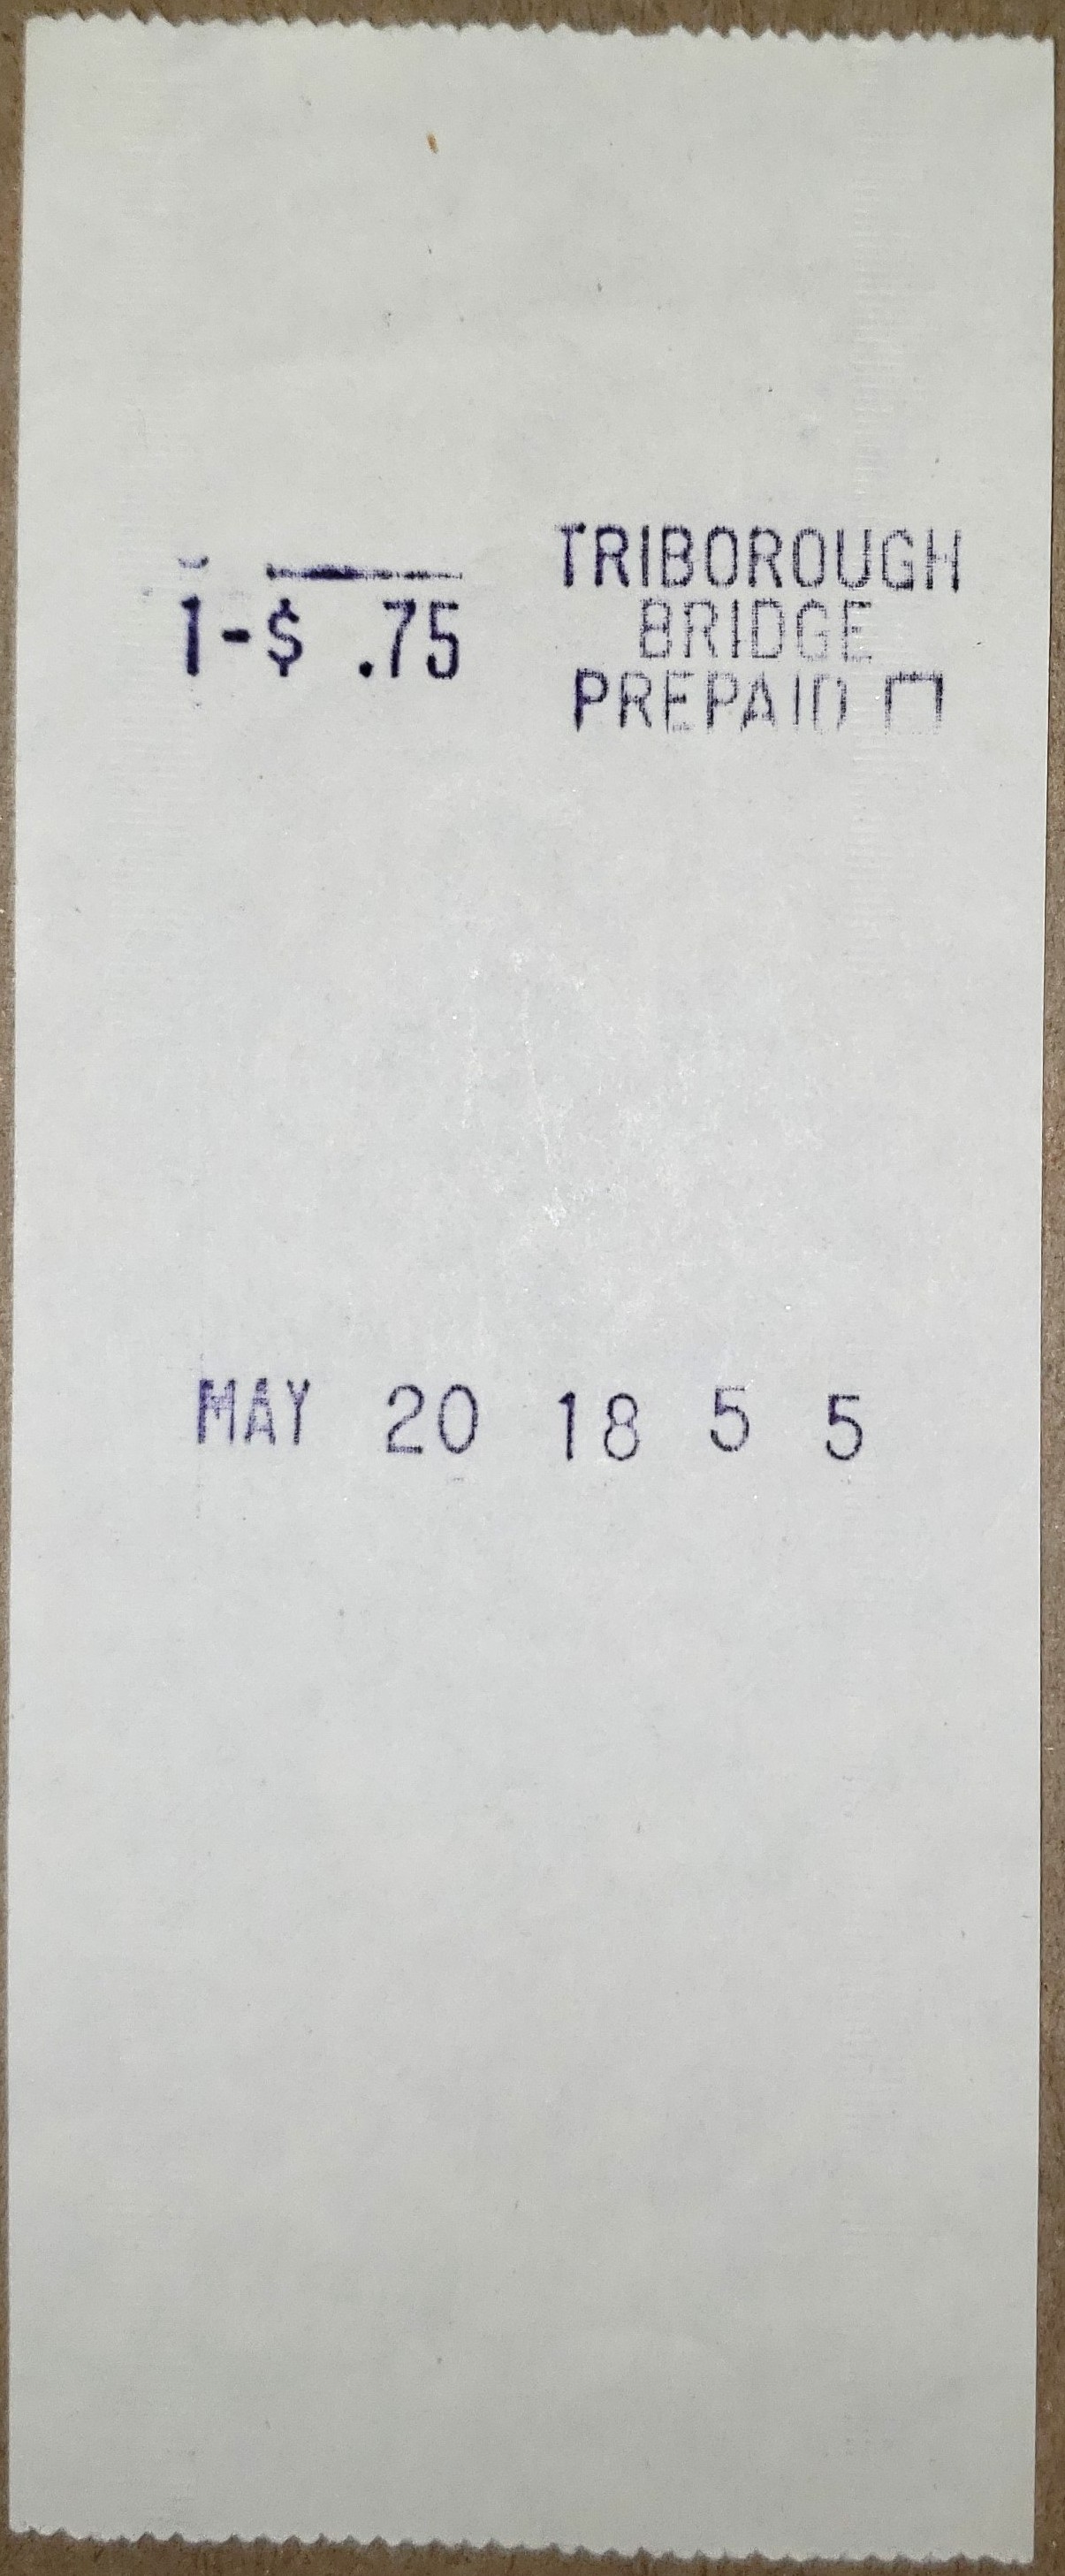 1-$ .75
TRIBOROUGH
BRIDGE
PREPAID
MAY 20 18 5 5